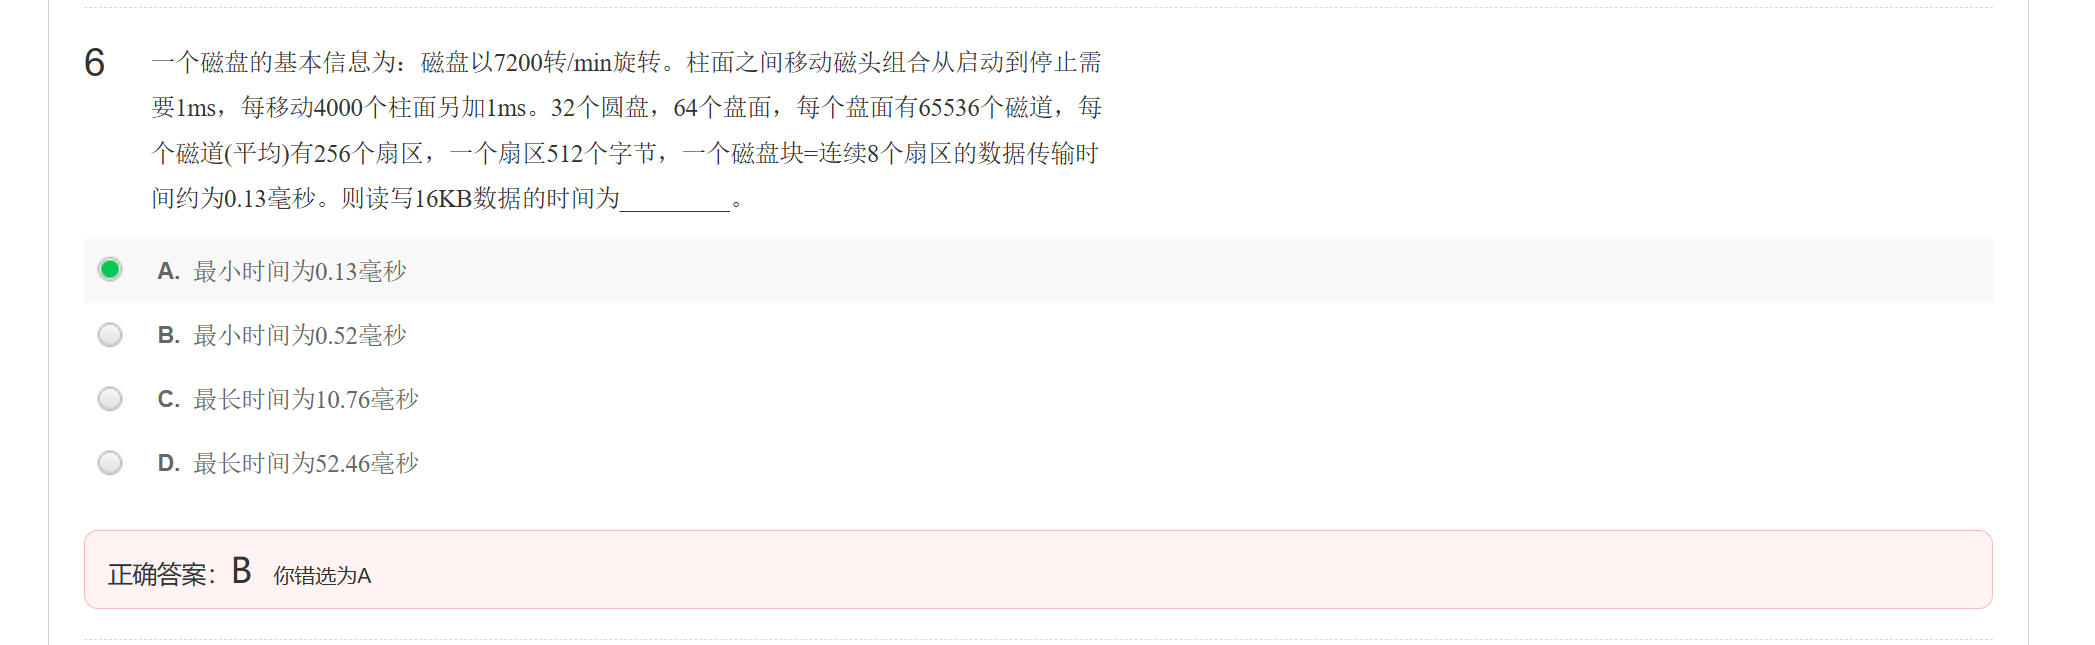 6
一个磁盘的基本信息为：磁盘以7200转/min旋转。柱面之间移动磁头组合从启动到停止需
要1ms，每移动4000个柱面另加1ms。32个圆盘，64个盘面，每个盘面有65536个磁道，每
个磁道(平均)有256个扇区，一个扇区512个字节，一个磁盘块=连续8个扇区的数据传输时
间约为0.13毫秒。则读写16KB数据的时间为_________。
A. 最小时间为0.13毫秒
B. 最小时间为0.52毫秒
C. 最长时间为10.76毫秒
D. 最长时间为52.46毫秒
正确答案：B 你错选为A